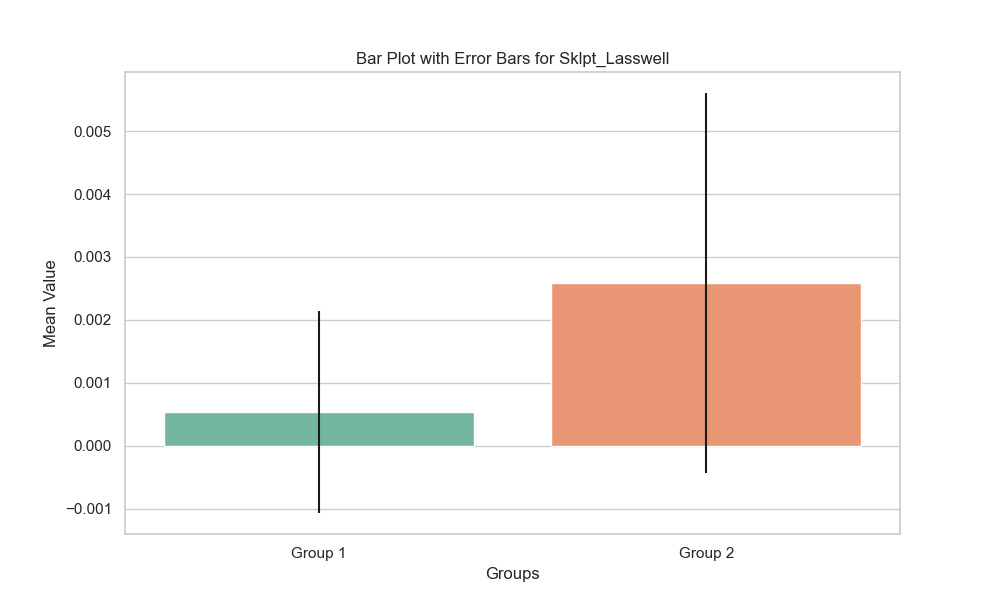 Bar Plot with Error Bars for Sklpt_Lasswell
0.005
0.004
0.003
0.002
0.001
0.000
−0.001
Mean Value
Group 1
Group 2
Groups